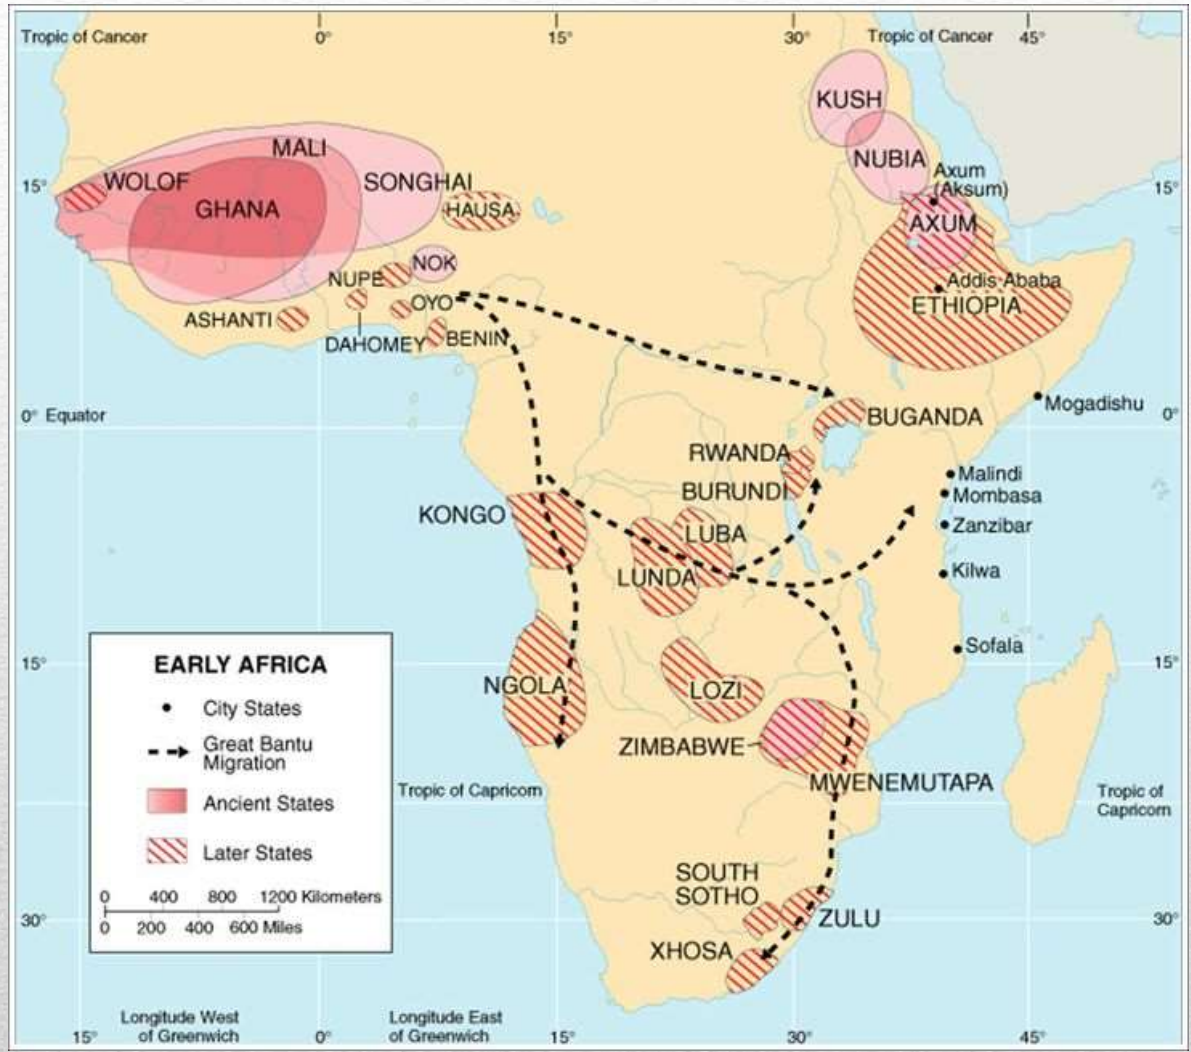 Tropic of Cancer
0°
15°
30°
Tropic of Cancer
45°
KUSH
MALI
NUBIA
Axum
(Aksum)
15°
WOLOF
SONGHAI
15°
GHANA
HAUSA
AXUM
NOK
NUPE
Addis Ababa
OYO
ETHIOPIA
ASHANTI
DAHOMEY
BENIN
Mogadishu
0° Equator
BUGANDA
0°
RWANDA
Malindi
BURUNDI
Mombasa
KONGO
Zanzibar
LUBA
LUNDA
Kilwa
Sofala
15°
15°
NGOLA
LOZI
ZIMBABWE
MWENEMUTAPA
Tropic of Capricorn
Tropic of
Capricorn
EARLY AFRICA
City States
Great Bantu
Migration
Ancient States
Later States
0 400 800 1200 Kilometers
0 200 400 600 Miles
SOUTH
SOTHO
30°
ZULU
30°
XHOSA
Longitude West
of Greenwich
Longitude East
of Greenwich
15°
0°
15°
30°
45°